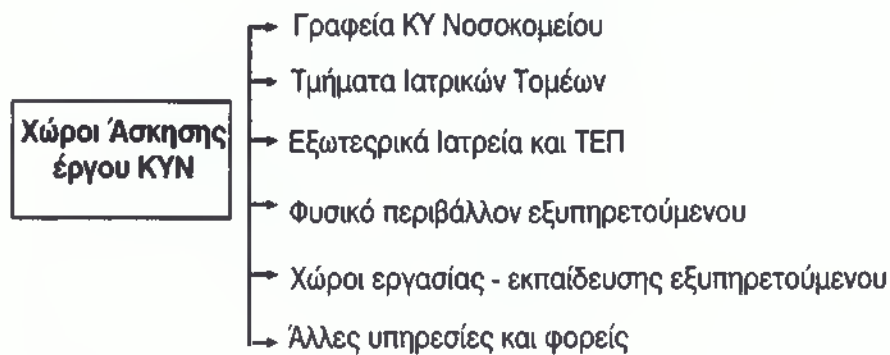 Χώροι Άσκησης
έργου ΚΥΝ
Γραφεία ΚΥ Νοσοκομείου
Τμήματα Ιατρικών Τομέων
Εξωτεςρικά Ιατρεία και ΤΕΠ
Φυσικό περιβάλλον εξυπηρετούμενου
Χώροι εργασίας - εκπαίδευσης εξυπηρετούμενου
Άλλες υπηρεσίες και φορείς